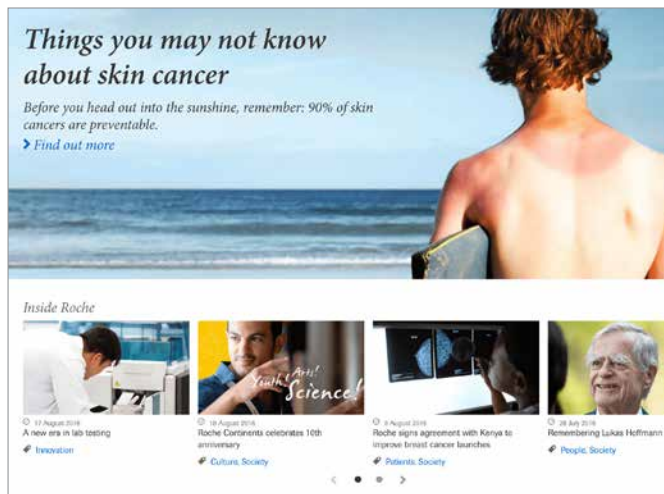 Things you may not know
about skin cancer
Before you head out into the sunshine, remember: 90% of skin
cancers are preventable.
Find out more
Inside Roche
17 August 2016
A new era in lab testing
Innovation
Youth! Arts!
Science!
18 August 2016
Roche Continents celebrates 10th
anniversary
Culture, Society
9 August 2016
Roche signs agreement with Kenya to
improve breast cancer launches
Patients, Society
28 July 2016
Remembering Lukas Hoffmann
People, Society